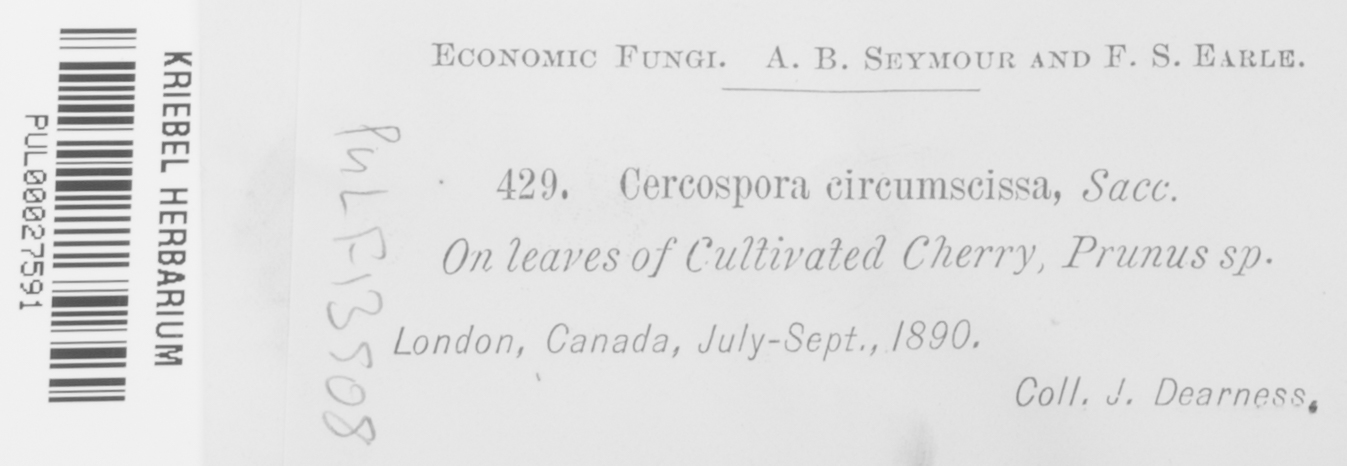 KRIEBEL HERBARIUM
PUL00027591
PUL F13508
ECONOMIC FUNGI. A. B. SEYMOUR AND F. S. EARLE.
429. Cercospora circumscissa, Sacc.
On leaves of Cultivated Cherry, Prunus sp.
London, Canada, July-Sept., 1890.
Coll. J. Dearness.